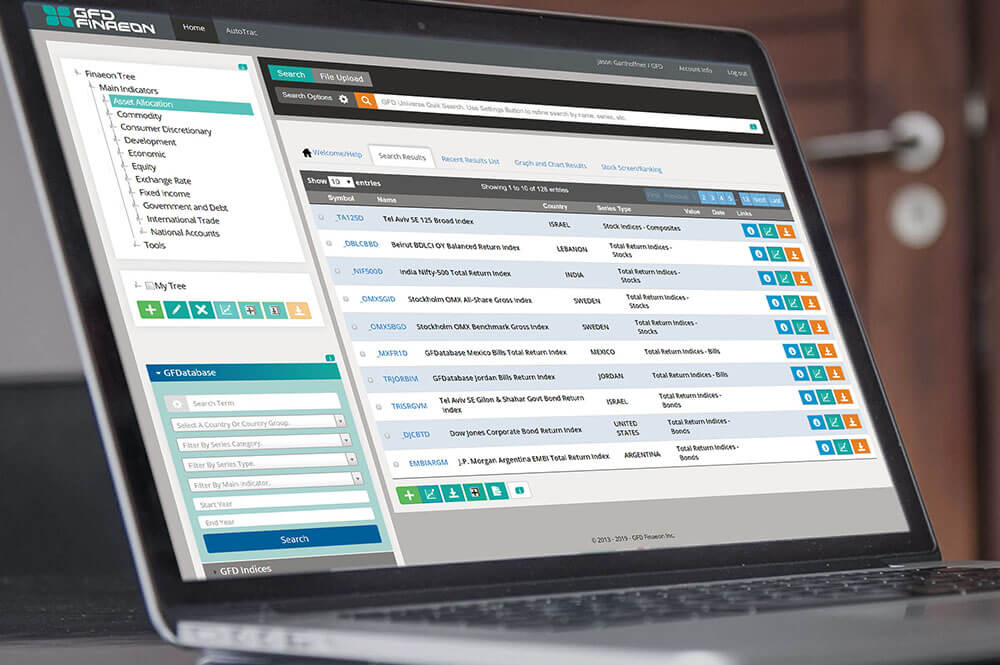 GFD
FINAEON
Home
AutoTrac
Jason Garthoffner / GFD
Account Info
Log out
Finaeon Tree
Main Indicators
Asset Allocation
Commodity
Consumer Discretionary
Development
Economic
Equity
Exchange Rate
Fixed Income
Government and Debt
International Trade
National Accounts
Tools
My Tree
GFDatabase
Search Term
Select A Country Or Country Group.
Filter By Series Category.
Filter By Series Type.
Filter By Main Indicator.
Start Year
End Year
Search
GFD Indices
Search
File Upload
Search Options
GFD Universe Quik Search. Use Settings Button to refine search by name, series, etc.
Welcome/Help
Search Results
Recent Results List
Graph and Chart Results
Stock Screen/Ranking
Show 10 entries
Showing 1 to 10 of 128 entries
First Previous 1 2 3 4 5 .. 13 Next Last
Symbol Name Country Series Type Value Date Links
_TA125D Tel Aviv SE 125 Broad Index ISRAEL Stock Indices - Composites
_DBLCBBD Beirut BDLCI OY Balanced Return Index LEBANON Total Return Indices -
Stocks
_NIF500D India Nifty-500 Total Return Index INDIA Total Return Indices -
Stocks
_OMXSGID Stockholm OMX All-Share Gross Index SWEDEN Total Return Indices -
Stocks
_OMXSBGD Stockholm OMX Benchmark Gross Index SWEDEN Total Return Indices -
Stocks
_MXFR1D GFDatabase Mexico Bills Total Return Index MEXICO Total Return Indices - Bills
TRJORBIM GFDatabase Jordan Bills Return Index JORDAN Total Return Indices - Bills
TRISRGVM Tel Aviv SE Gilon & Shahar Govt Bond Return
Index ISRAEL Total Return Indices -
Bonds
_DJCBTD Dow Jones Corporate Bond Return Index UNITED
STATES Total Return Indices -
Bonds
EMBIARGM J.P. Morgan Argentina EMBI Total Return Index ARGENTINA Total Return Indices -
Bonds
© 2013 - 2019 - GFD Finaeon Inc.